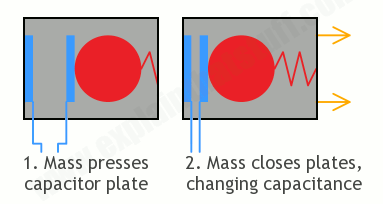 1. Mass presses
capacitor plate
2. Mass closes plates,
changing capacitance